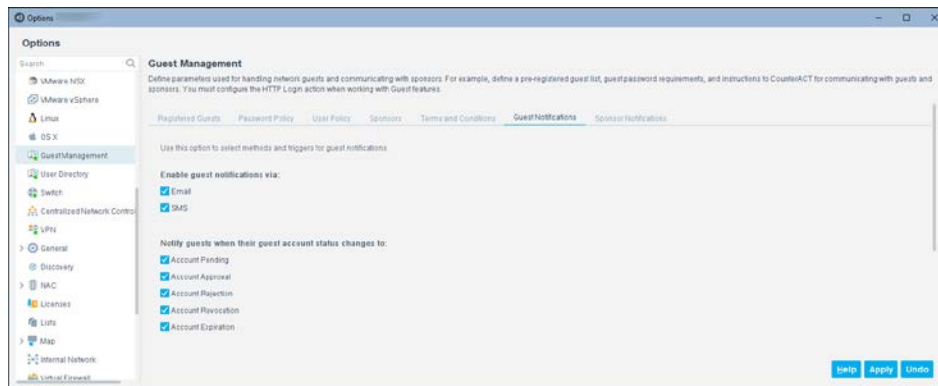 Options
Options
Search
VMware NSX
VMware vSphere
Linux
OS X
Guest Management
User Directory
Switch
Centralized Network Control
VPN
General
Discovery
NAC
Licenses
Lists
Map
Internal Network
Virtual Firewall
Guest Management
Define parameters used for handling network guests and communicating with sponsors. For example, define a pre-registered guest list, guest password requirements, and instructions to CounterACT for communicating with guests and
sponsors. You must configure the HTTP Login action when working with Guest features.
Registered Guests Password Policy User Policy Sponsors Terms and Conditions Guest Notifications Sponsor Notifications
Use this option to select methods and triggers for guest notifications
Enable guest notifications via:
Email
SMS
Notify guests when their guest account status changes to:
Account Pending
Account Approval
Account Rejection
Account Revocation
Account Expiration
Help Apply Undo